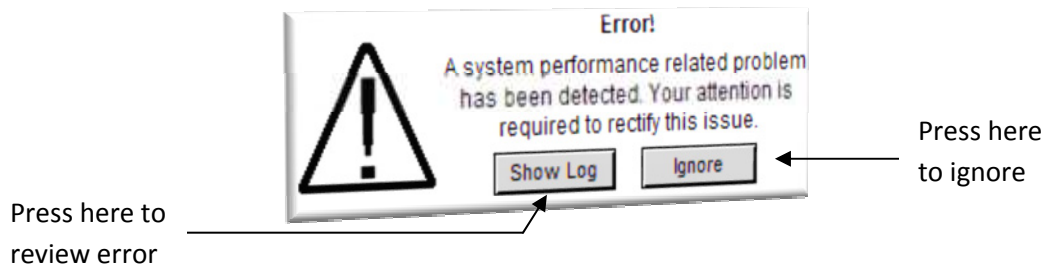 Error!
A system performance related problem
has been detected. Your attention is
required to rectify this issue.
Show Log
Ignore
Press here
to ignore
Press here to
review error